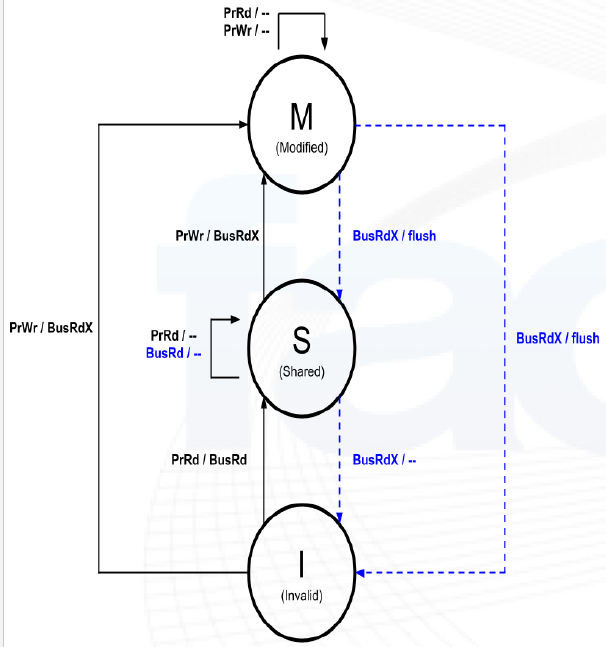 PrRd / --
PrWr / --
M
(Modified)
PrWr / BusRdX
BusRdX / flush
PrWr / BusRdX
PrRd / --
BusRd / --
S
(Shared)
BusRdX / flush
PrRd / BusRd
BusRdX / --
I
(Invalid)